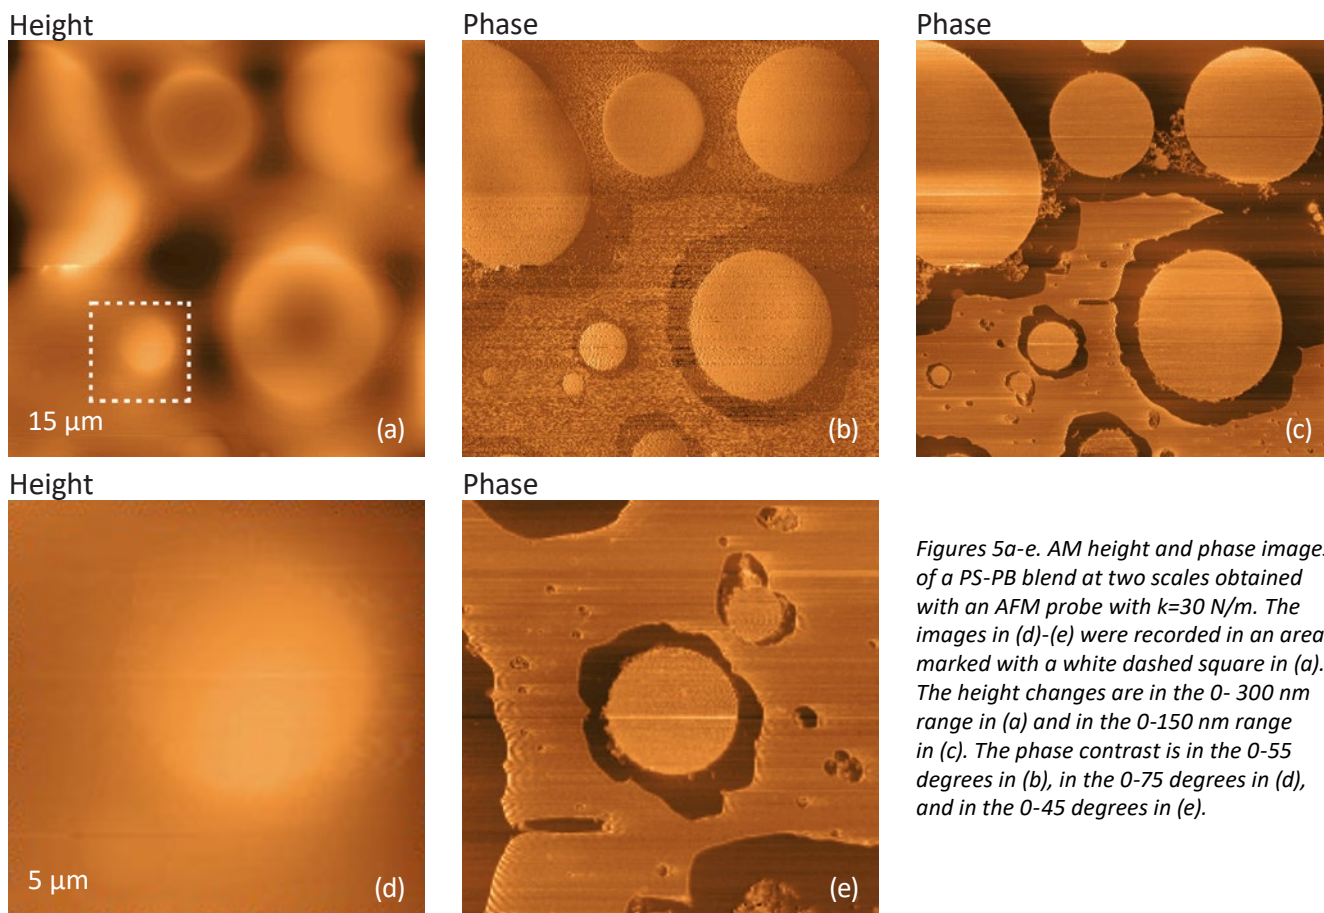 Height
Phase
Phase
15 µm
(a)
(b)
(c)
Height
Phase
5 µm
(d)
(e)
Figures 5a-e. AM height and phase images
of a PS-PB blend at two scales obtained
with an AFM probe with k=30 N/m. The
images in (d)-(e) were recorded in an area
marked with a white dashed square in (a).
The height changes are in the 0- 300 nm
range in (a) and in the 0-150 nm range
in (c). The phase contrast is in the 0-55
degrees in (b), in the 0-75 degrees in (d),
and in the 0-45 degrees in (e).